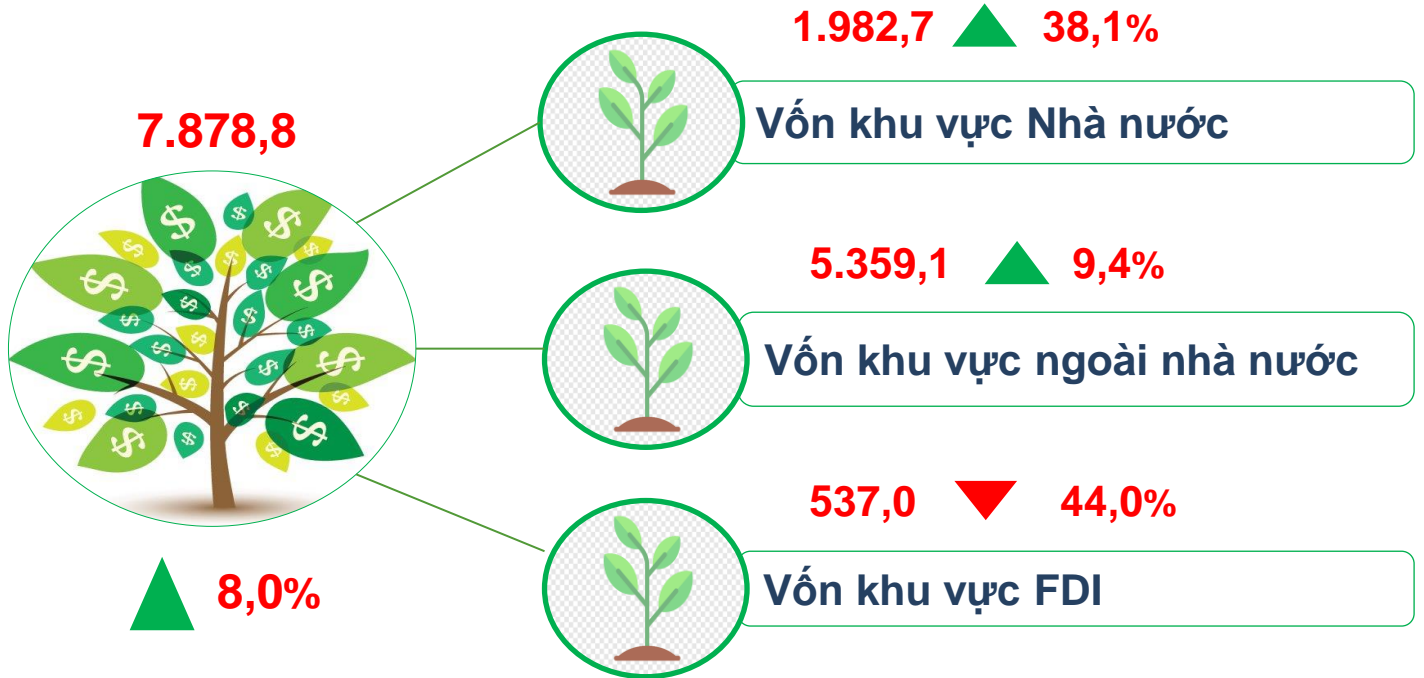 7.878,8
8,0%
1.982,7 38,1%
Vốn khu vực Nhà nước
5.359,1 9,4%
Vốn khu vực ngoài nhà nước
537,0 44,0%
Vốn khu vực FDI